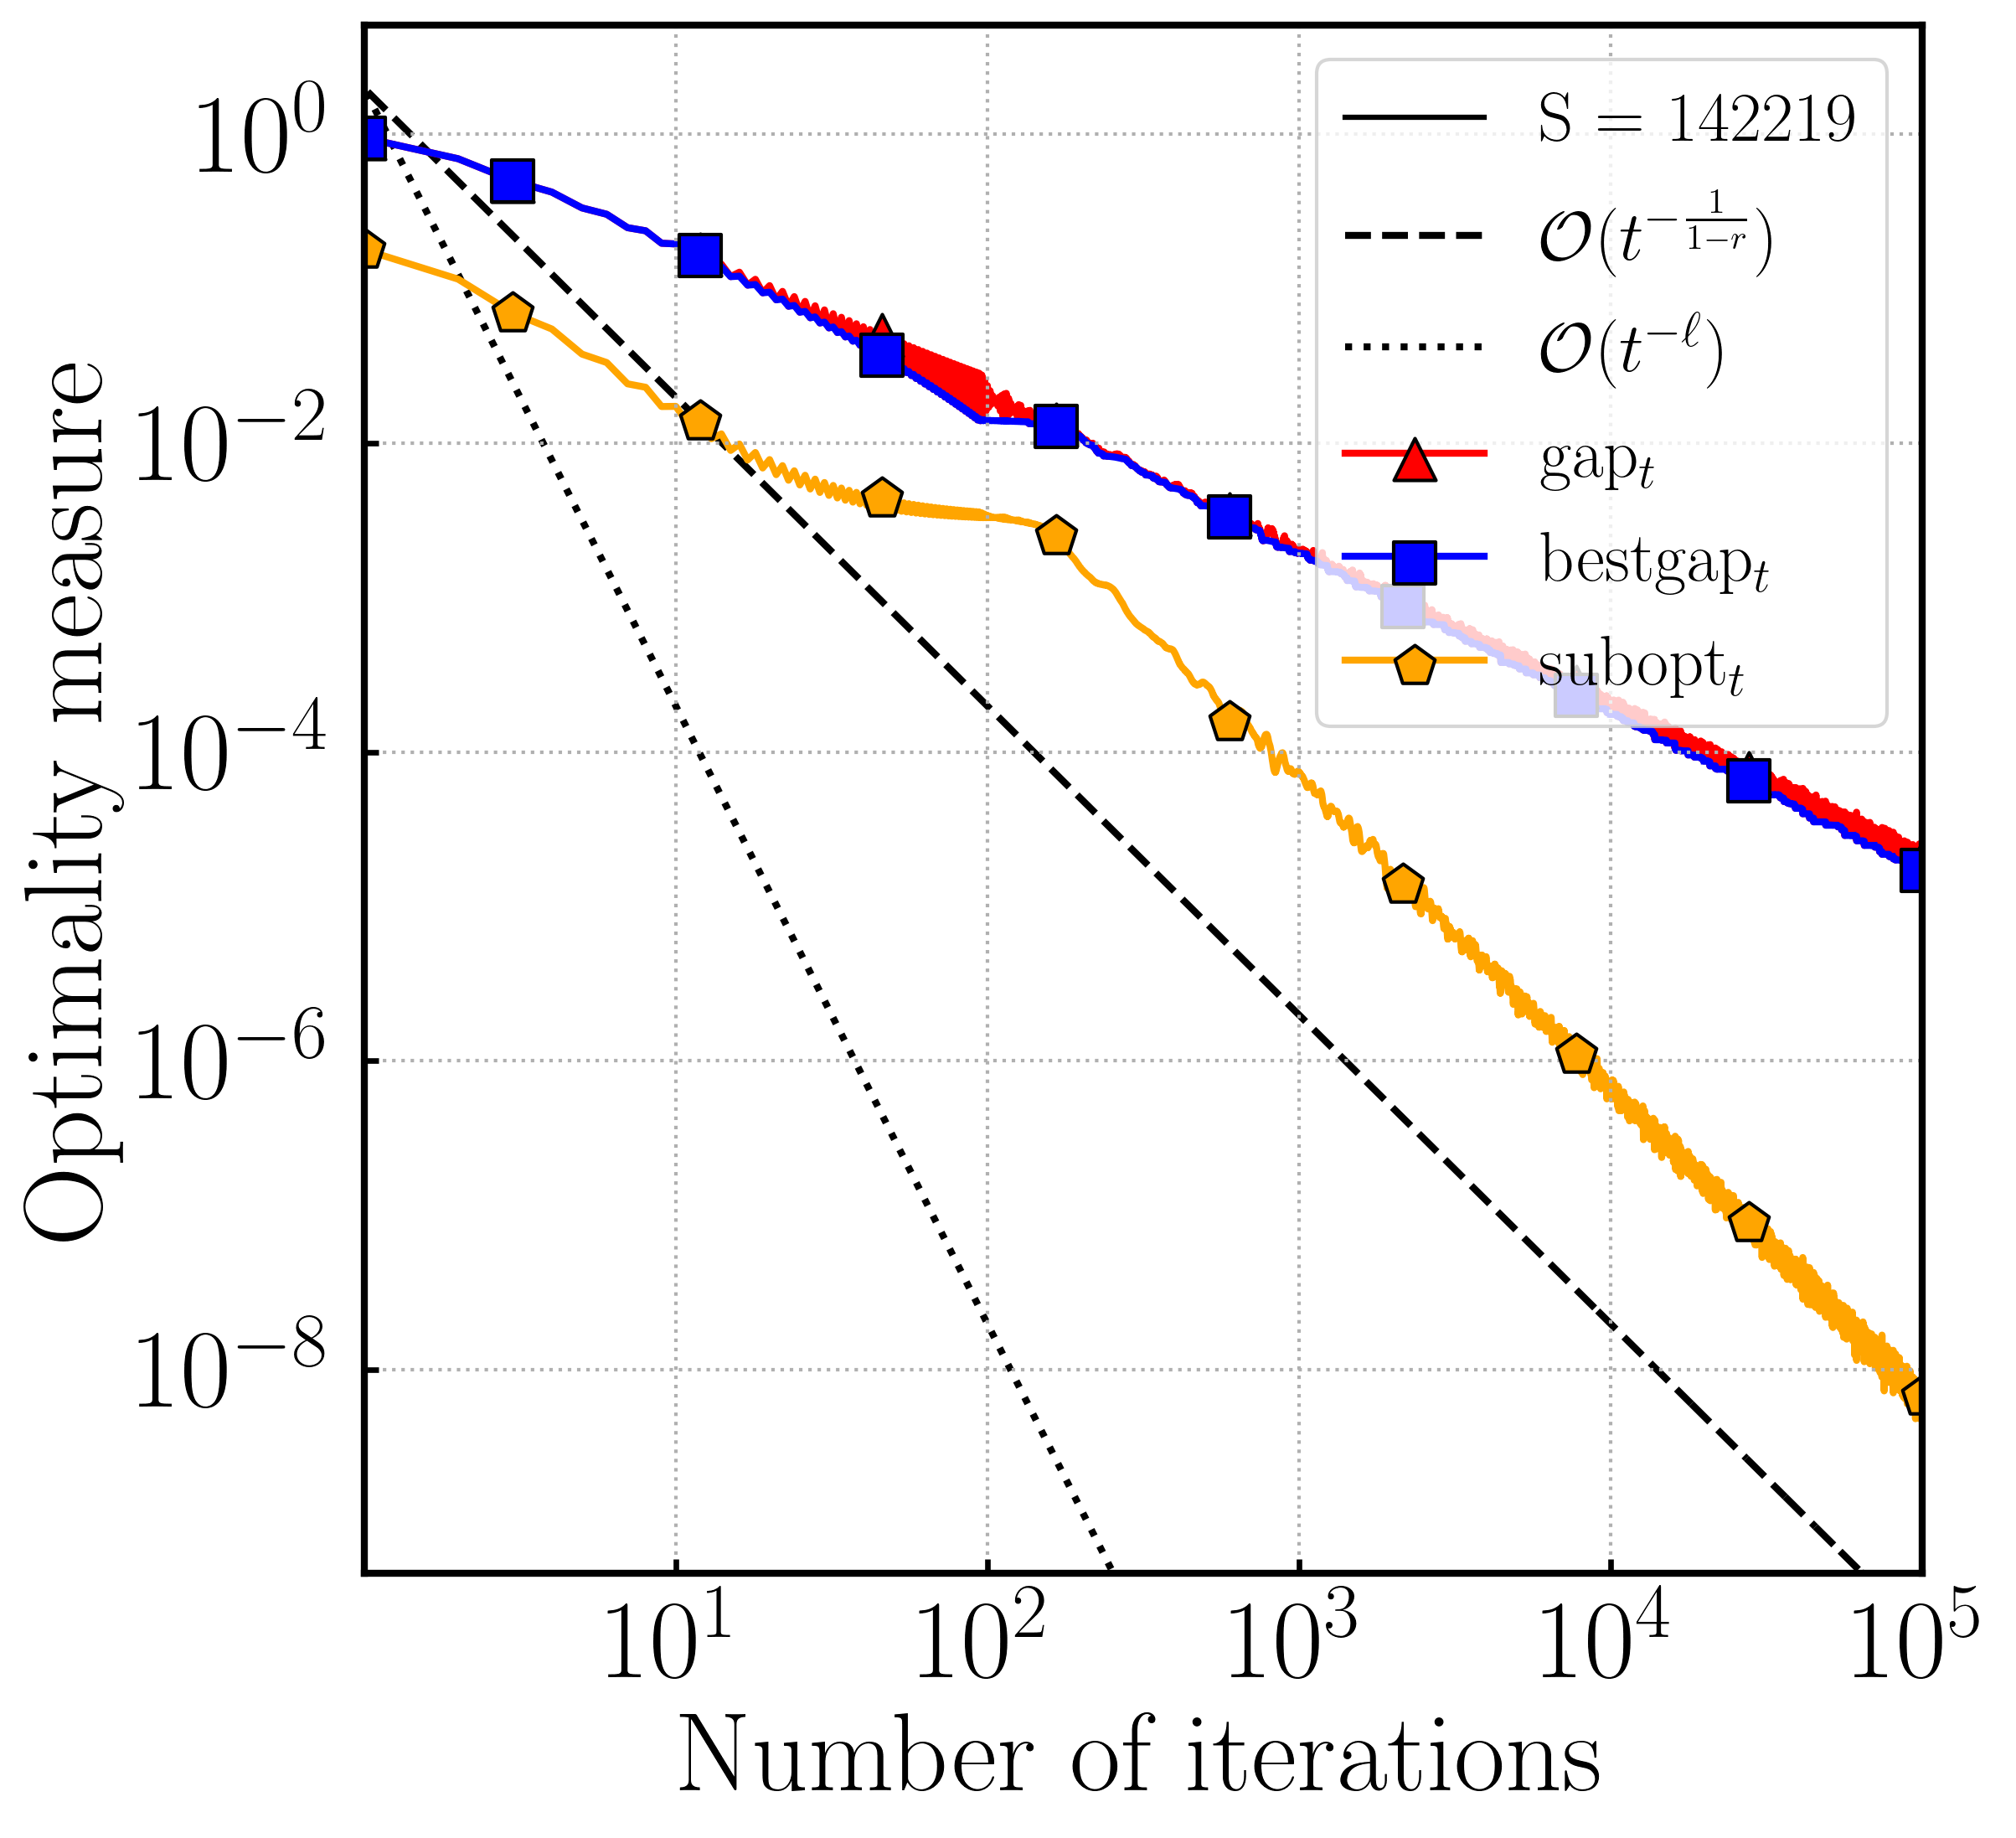 Optimality measure
10^0
10^{-2}
10^{-4}
10^{-6}
10^{-8}
S = 142219
𝒪(t^{-\frac{1}{1-r}})
𝒪(t^{-ℓ})
gap_t
bestgap_t
subopt_t
10^1 10^2 10^3 10^4 10^5
Number of iterations